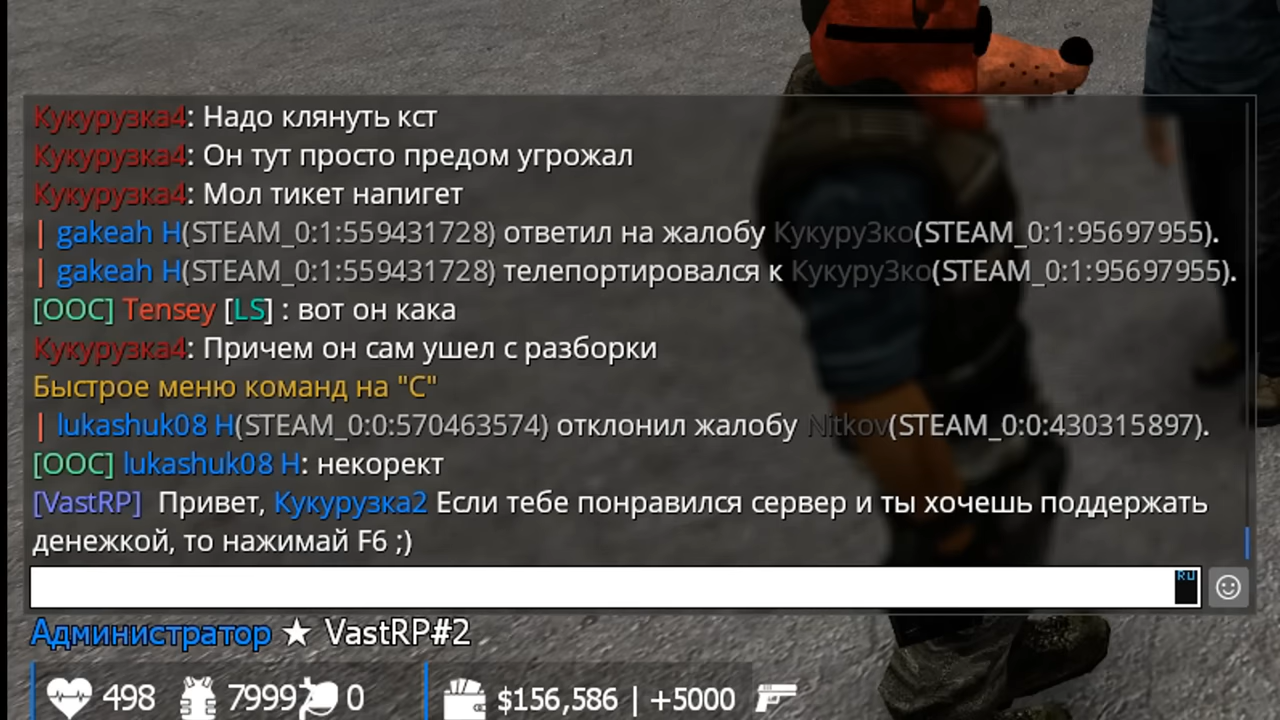 Кукурузка4: Надо клянуть кст
Кукурузка4: Он тут просто предом угрожал
Кукурузка4: Мол тикет напигет
| gakeah H(STEAM_0:1:559431728) ответил на жалобу Кукуру3ко(STEAM_0:1:95697955).
| gakeah H(STEAM_0:1:559431728) телепортировался к Кукуру3ко(STEAM_0:1:95697955).
[OOC] Tensey [LS] : вот он кака
Кукурузка4: Причем он сам ушел с разборки
Быстрое меню команд на "C"
| lukashuk08 H(STEAM_0:0:570463574) отклонил жалобу Nitkov(STEAM_0:0:430315897).
[OOC] lukashuk08 H: некорект
[VastRP] Привет, Кукурузка2 Если тебе понравился сервер и ты хочешь поддержать
денежкой, то нажимай F6 ;)
RU
Администратор ★ VastRP#2
498 79997 0 $156,586 | +5000